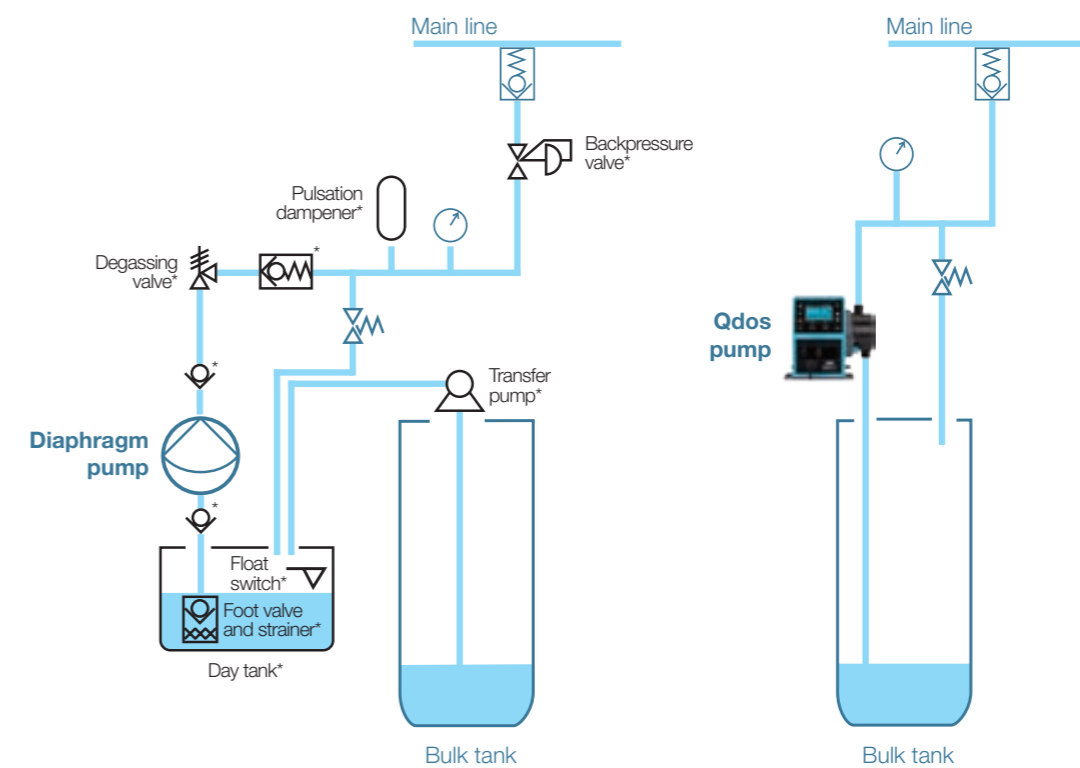 Main line
Backpressure
valve*
Pulsation
dampener*
*
Degassing
valve*
*
Transfer
pump*
Diaphragm
pump
*
Float
switch*
Foot valve
and strainer*
Day tank*
Bulk tank
Main line
Qdos
pump
Bulk tank